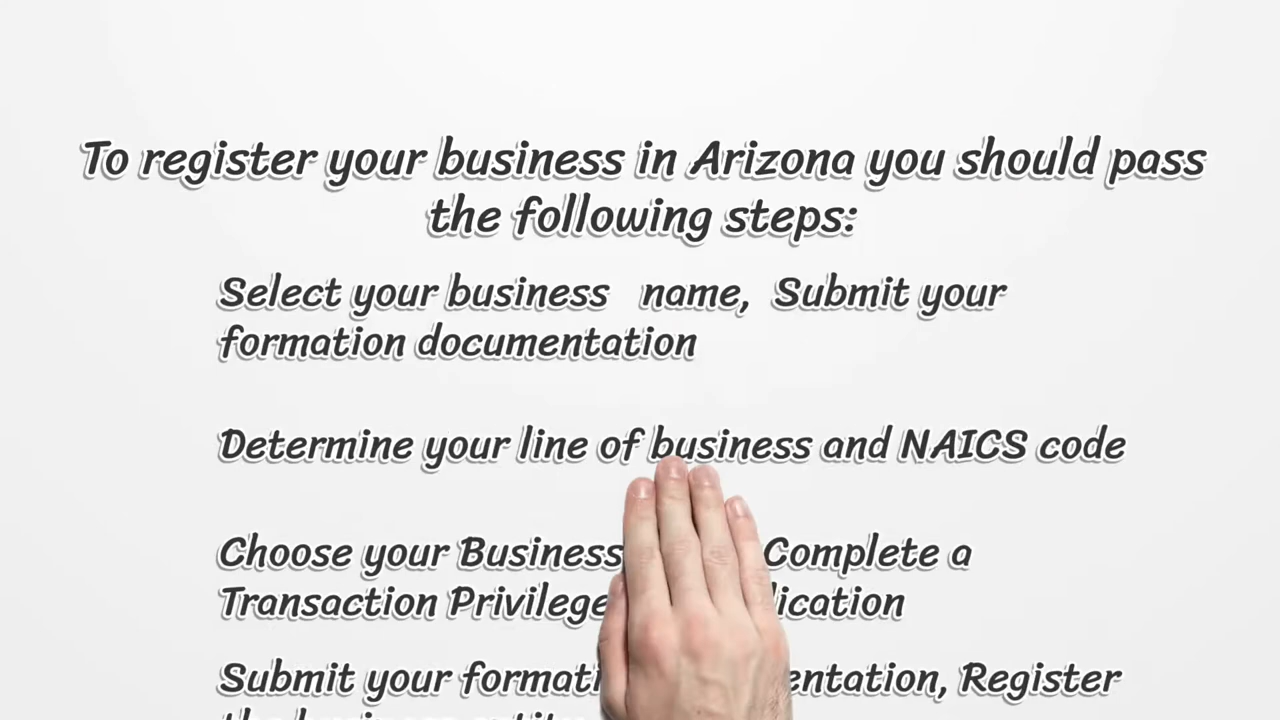 To register your business in Arizona you should pass
the following steps:
Select your business name, Submit your
formation documentation
Determine your line of business and NAICS code
Choose your Business Complete a
Transaction Privilege
Submit your Register